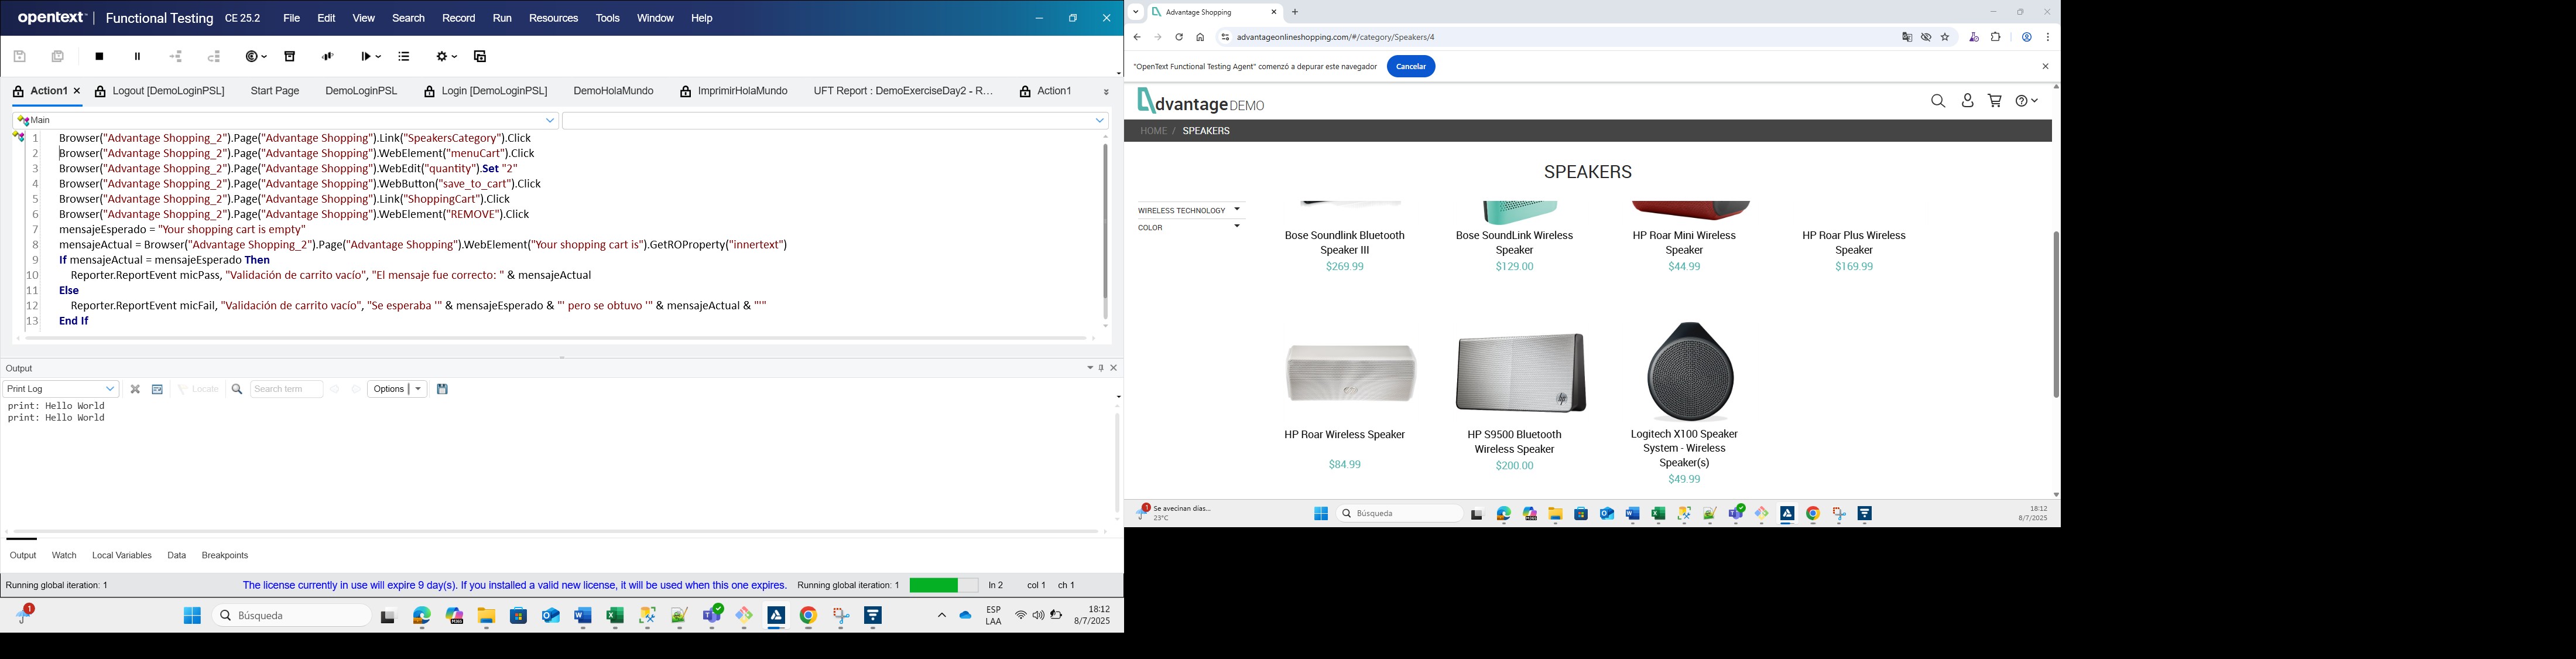 opentext | Functional Testing CE 25.2 File Edit View Search Record Run Resources Tools Window Help
Action1 Logout [DemoLoginPSL] Start Page DemoLoginPSL Login [DemoLoginPSL] DemoHolaMundo ImprimirHolaMundo UFT Report : DemoExerciseDay2 - R... Action1
Main
1 Browser("Advantage Shopping_2").Page("Advantage Shopping").Link("SpeakersCategory").Click
2 Browser("Advantage Shopping_2").Page("Advantage Shopping").WebElement("menuCart").Click
3 Browser("Advantage Shopping_2").Page("Advantage Shopping").WebEdit("quantity").Set "2"
4 Browser("Advantage Shopping_2").Page("Advantage Shopping").WebButton("save_to_cart").Click
5 Browser("Advantage Shopping_2").Page("Advantage Shopping").Link("ShoppingCart").Click
6 Browser("Advantage Shopping_2").Page("Advantage Shopping").WebElement("REMOVE").Click
7 mensajeEsperado = "Your shopping cart is empty"
8 mensajeActual = Browser("Advantage Shopping_2").Page("Advantage Shopping").WebElement("Your shopping cart is").GetROProperty("innertext")
9 If mensajeActual = mensajeEsperado Then
10 Reporter.ReportEvent micPass, "Validación de carrito vacío", "El mensaje fue correcto: " & mensajeActual
11 Else
12 Reporter.ReportEvent micFail, "Validación de carrito vacío", "Se esperaba '" & mensajeEsperado & "' pero se obtuvo '" & mensajeActual & "'"
13 End If
Output
Print Log Locate Search term Options
print: Hello World
print: Hello World
Output Watch Local Variables Data Breakpoints
Running global iteration: 1 The license currently in use will expire 9 day(s). If you installed a valid new license, it will be used when this one expires. Running global iteration: 1 ln 2 col 1 ch 1
1 Búsqueda ESP
LAA
18:12
8/7/2025
Advantage Shopping
advantageonlineshopping.com/#/category/Speakers/4
"OpenText Functional Testing Agent" comenzó a depurar este navegador Cancelar
dvantage DEMO
HOME / SPEAKERS
SPEAKERS
WIRELESS TECHNOLOGY
COLOR
Bose Soundlink Bluetooth
Speaker III
$269.99
Bose SoundLink Wireless
Speaker
$129.00
HP Roar Mini Wireless
Speaker
$44.99
HP Roar Plus Wireless
Speaker
$169.99
HP Roar Wireless Speaker
$84.99
HP S9500 Bluetooth
Wireless Speaker
$200.00
Logitech X100 Speaker
System - Wireless
Speaker(s)
$49.99
1 Se avecinan días...
23°C
Búsqueda
18:12
8/7/2025